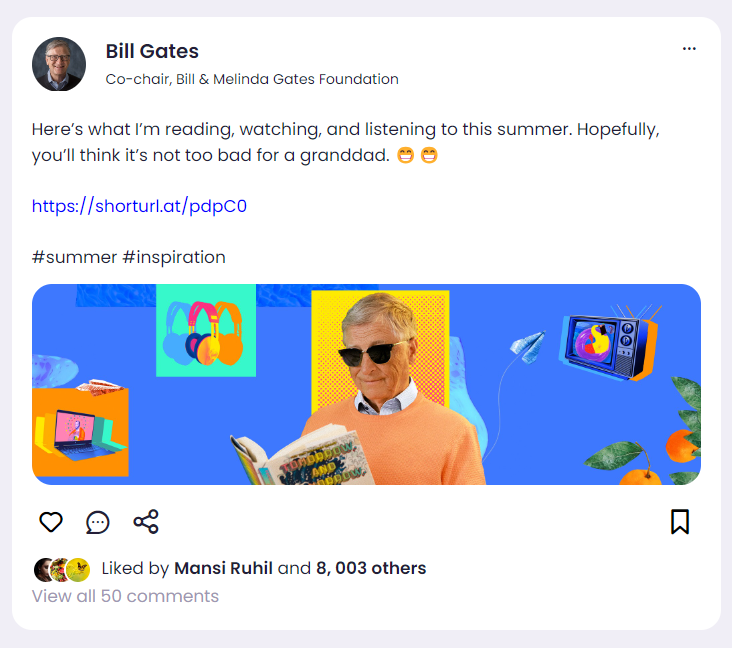 Bill Gates
Co-chair, Bill & Melinda Gates Foundation
Here’s what I’m reading, watching, and listening to this summer. Hopefully,
you’ll think it’s not too bad for a granddad. 😁 😁
https://shorturl.at/pdpC0
#summer #inspiration
TOMORROW
AND
TOMORROW,
Liked by Mansi Ruhil and 8, 003 others
View all 50 comments